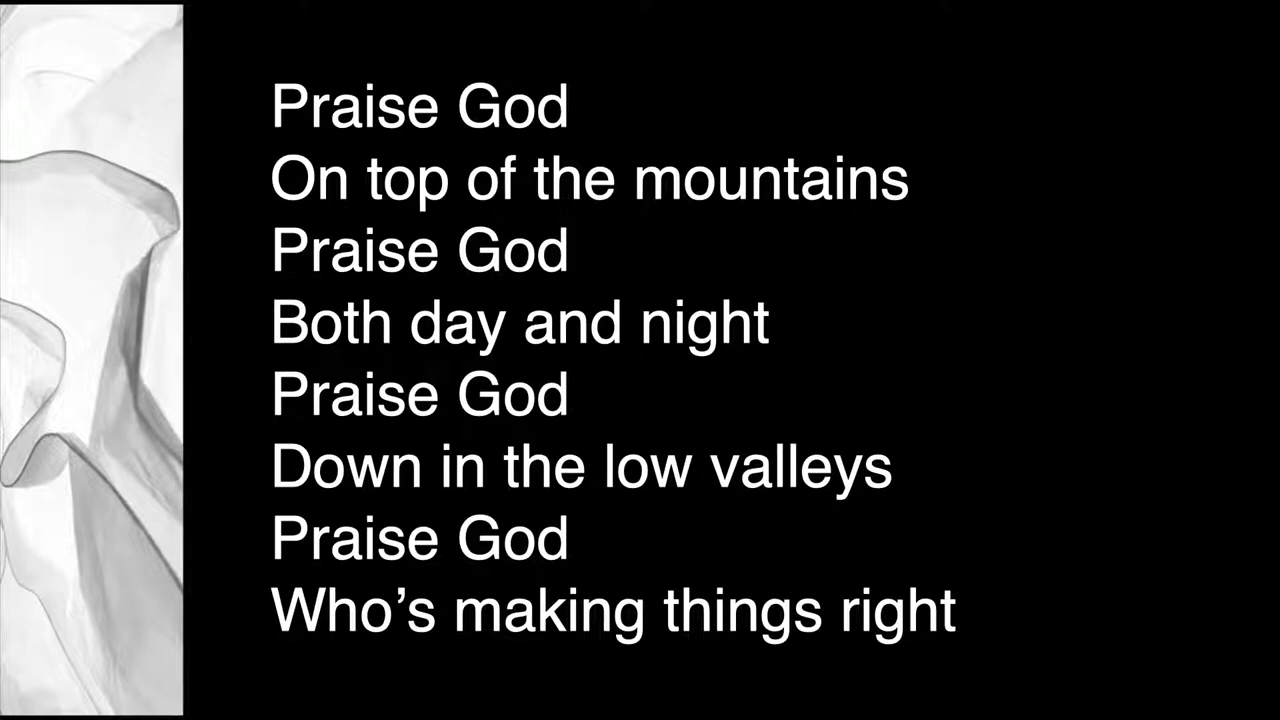 Praise God
On top of the mountains
Praise God
Both day and night
Praise God
Down in the low valleys
Praise God
Who’s making things right